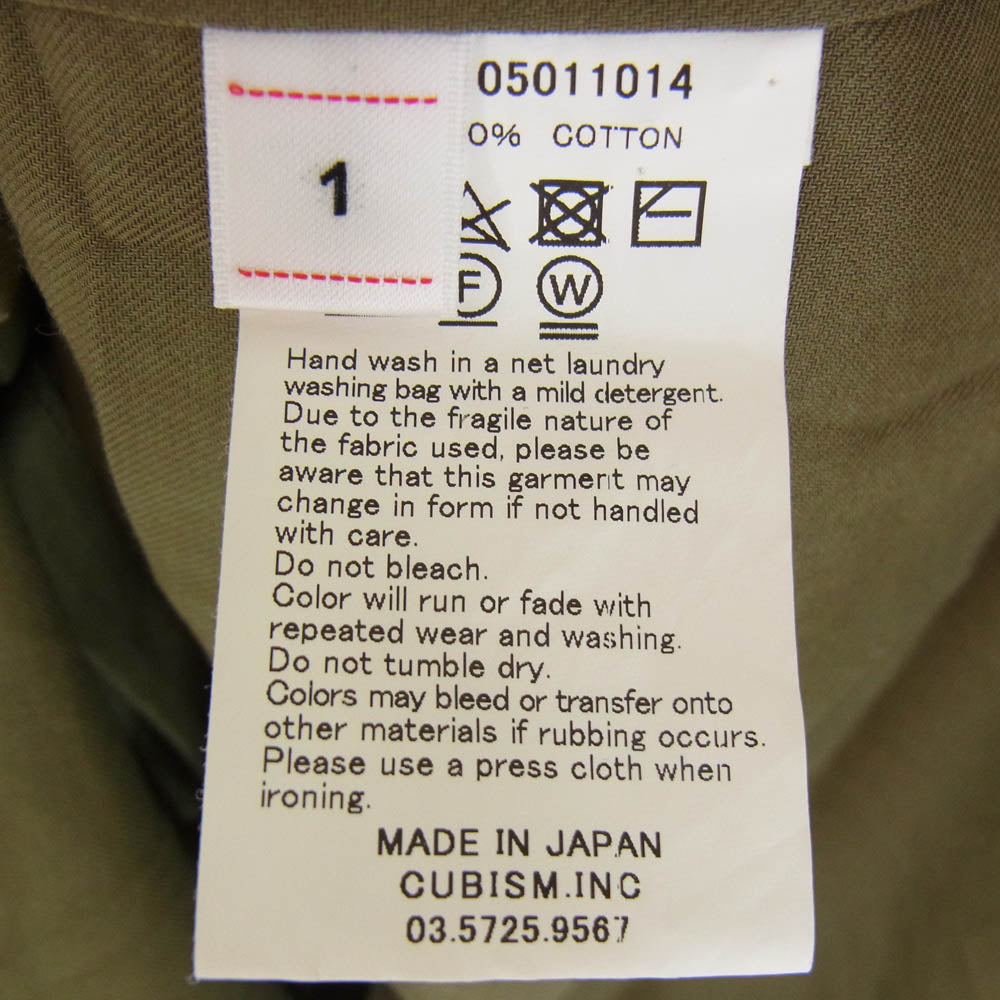 05011014
0% COTTON
1
F
W
Hand wash in a net laundry
washing bag with a mild detergent.
Due to the fragile nature of
the fabric used, please be
aware that this garment may
change in form if not handled
with care.
Do not bleach.
Color will run or fade with
repeated wear and washing.
Do not tumble dry.
Colors may bleed or transfer onto
other materials if rubbing occurs.
Please use a press cloth when
ironing.
MADE IN JAPAN
CUBISM.INC
03.5725.9567